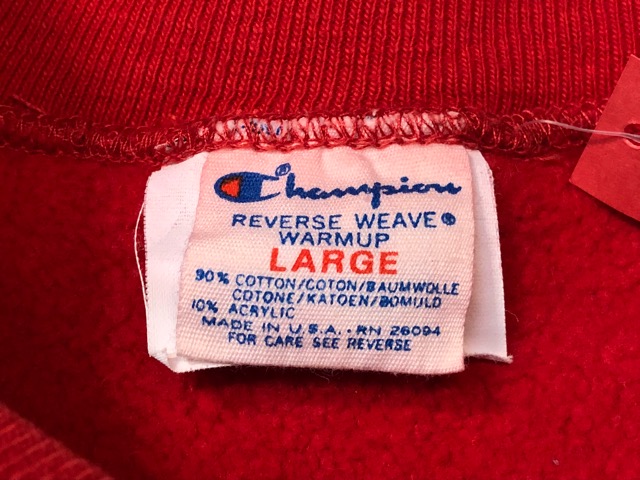 Champion®
REVERSE WEAVE®
WARMUP
LARGE
90% COTTON/COTON/BAUMWOLLE
COTONE/KATOEN/BOMULD
10% ACRYLIC
MADE IN U.S.A. · RN 26094
FOR CARE SEE REVERSE